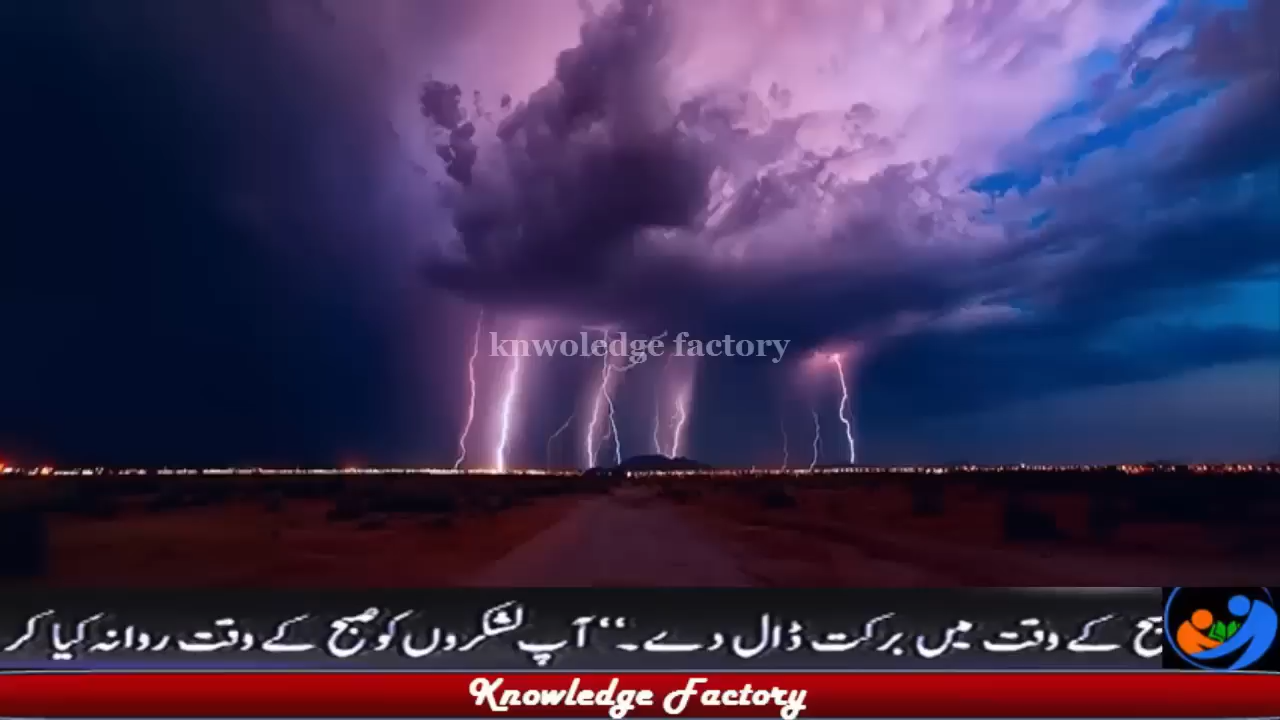 knwoledge factory
کے وقت میں برکت ڈال دے۔‘‘ آپ لشکروں کو صبح کے وقت روانہ کیا کر
Knowledge Factory